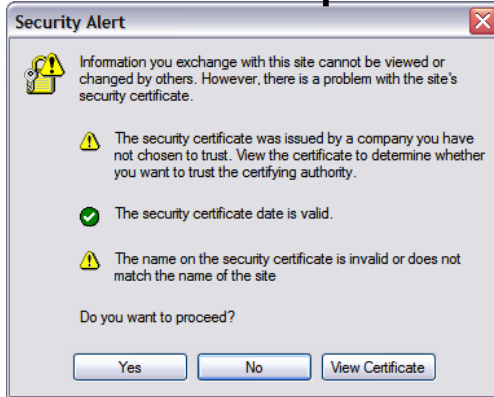 Security Alert
Information you exchange with this site cannot be viewed or
changed by others. However, there is a problem with the site's
security certificate.
The security certificate was issued by a company you have
not chosen to trust. View the certificate to determine whether
you want to trust the certifying authority.
The security certificate date is valid.
The name on the security certificate is invalid or does not
match the name of the site
Do you want to proceed?
Yes
No
View Certificate